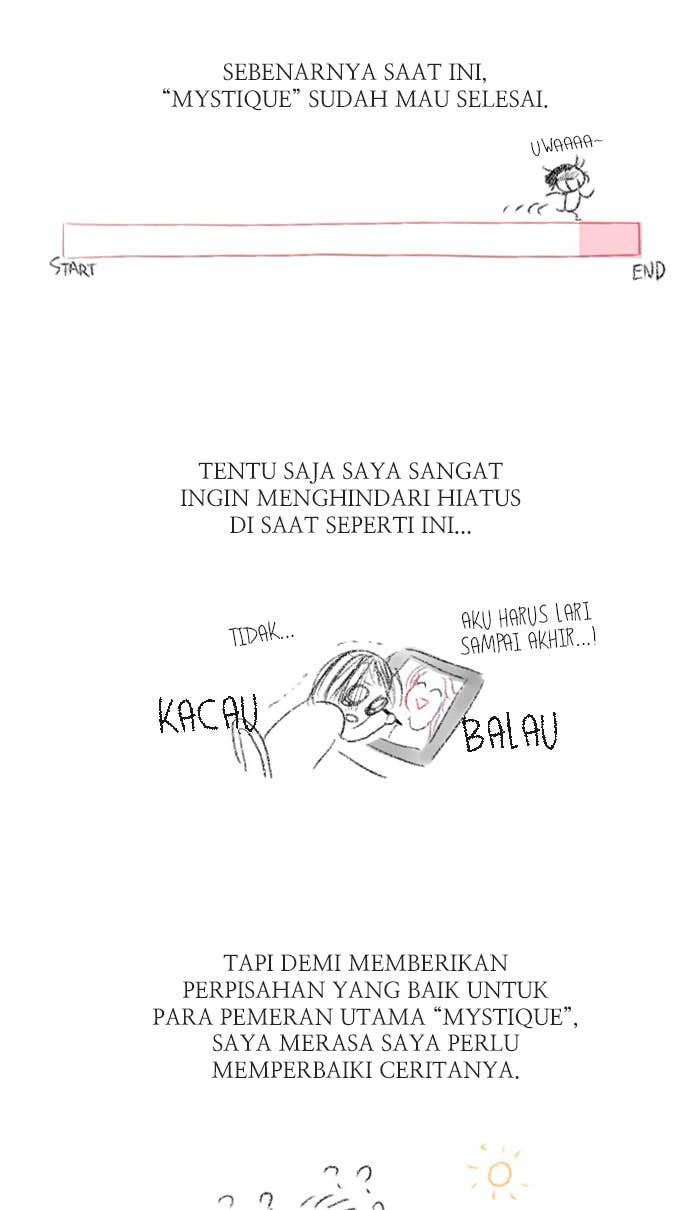 SEBENARNYA SAAT INI,
“MYSTIQUE” SUDAH MAU SELESAI.
UWAAAA~
START
END
TENTU SAJA SAYA SANGAT
INGIN MENGHINDARI HIATUS
DI SAAT SEPERTI INI...
TIDAK...
AKU HARUS LARI
SAMPAI AKHIR...!
KACAU
BALAU
TAPI DEMI MEMBERIKAN
PERPISAHAN YANG BAIK UNTUK
PARA PEMERAN UTAMA “MYSTIQUE”,
SAYA MERASA SAYA PERLU
MEMPERBAIKI CERITANYA.
? ?
? ?